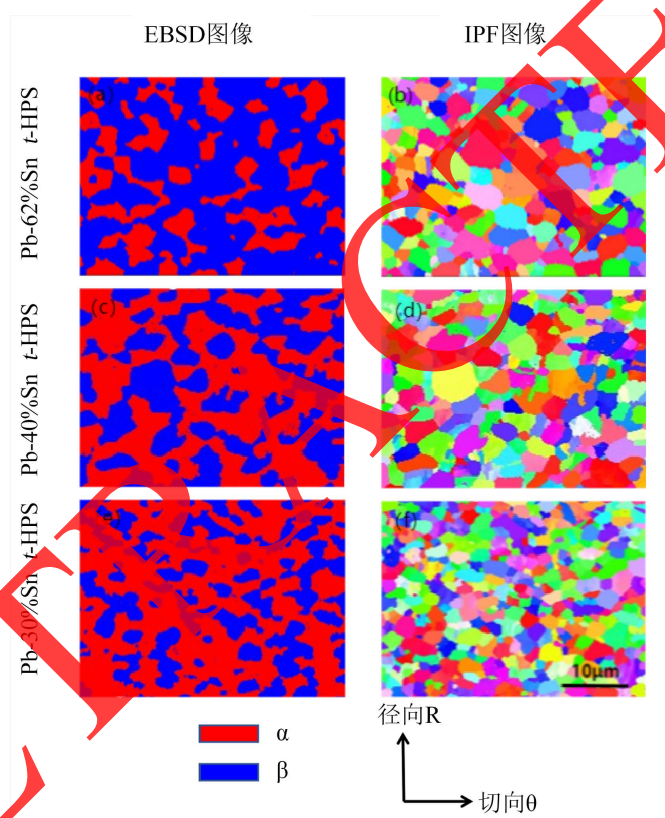 EBSD图像 IPF图像
Pb-62%Sn t-HPS
(a) (b)
Pb-40%Sn t-HPS
(c) (d)
Pb-30%Sn t-HPS
(e) (f)
10μm
径向R
α
β
切向θ